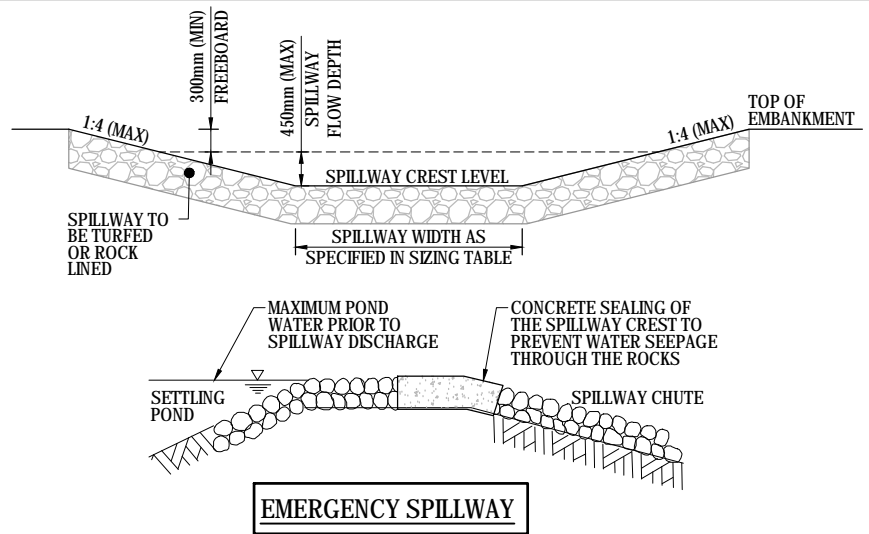 300mm (MIN)
FREEBOARD
450mm (MAX)
SPILLWAY
FLOW DEPTH
TOP OF
EMBANKMENT
1:4 (MAX)
1:4 (MAX)
SPILLWAY CREST LEVEL
SPILLWAY TO
BE TURFED
OR ROCK
LINED
SPILLWAY WIDTH AS
SPECIFIED IN SIZING TABLE
MAXIMUM POND
WATER PRIOR TO
SPILLWAY DISCHARGE
CONCRETE SEALING OF
THE SPILLWAY CREST TO
PREVENT WATER SEEPAGE
THROUGH THE ROCKS
SETTLING
POND
SPILLWAY CHUTE
EMERGENCY SPILLWAY